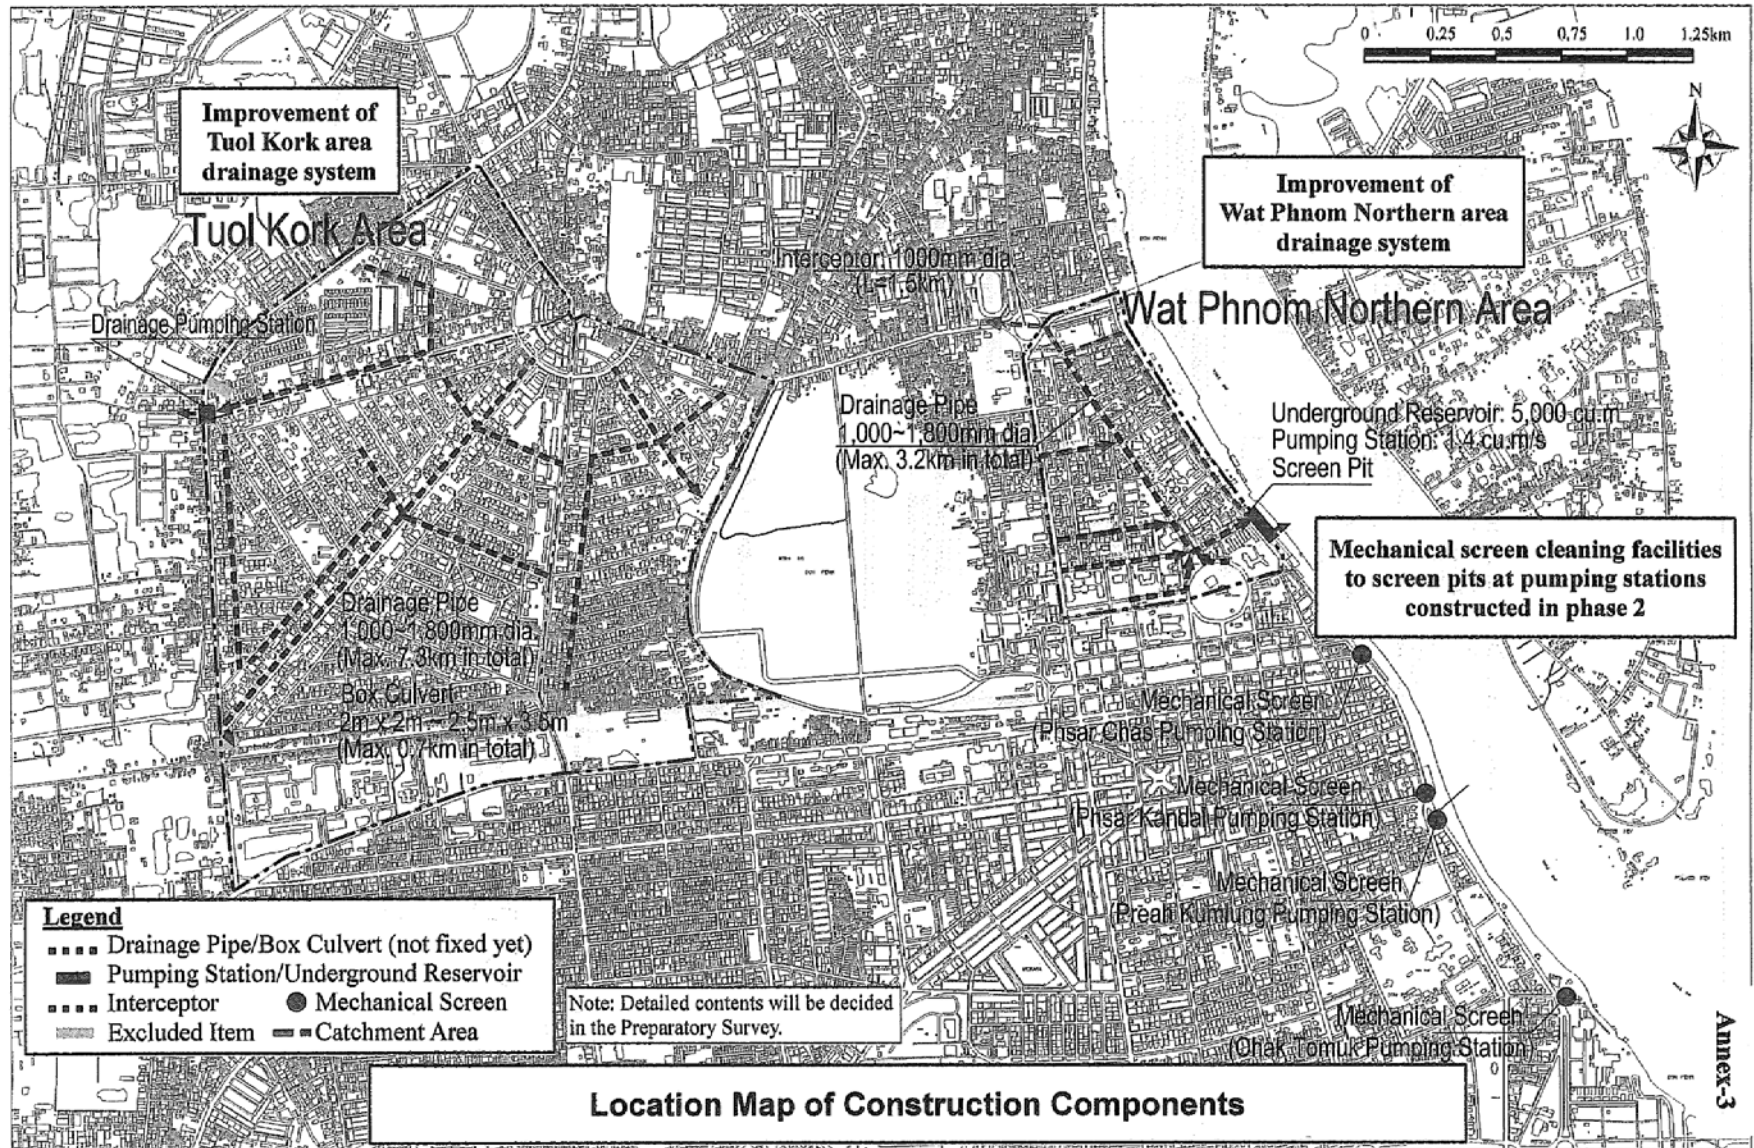 0 0.25 0.5 0.75 1.0 1.25km
N
Improvement of
Tuol Kork area
drainage system
Tuol Kork Area
Improvement of
Wat Phnom Northern area
drainage system
Interceptor: 1000mm dia
(L=1.5km)
Wat Phnom Northern Area
Drainage Pumping Station
Drainage Pipe
1,000~1,800mm dia
(Max. 3.2km in total)
Underground Reservoir: 5,000 cu.m
Pumping Station: 1.4 cu.m/s
Screen Pit
Mechanical screen cleaning facilities
to screen pits at pumping stations
constructed in phase 2
Drainage Pipe
1,000~1,800mm dia.
(Max. 7.3km in total)
Box Culvert
2m x 2m ~ 2.5m x 3.5m
(Max. 0.7km in total)
Mechanical Screen
(Phsar Chas Pumping Station)
Mechanical Screen
(Phsar Kandal Pumping Station)
Mechanical Screen
(Preah Kumlung Pumping Station)
Mechanical Screen
(Ohak Tomuk Pumping Station)
Legend
Drainage Pipe/Box Culvert (not fixed yet)
Pumping Station/Underground Reservoir
Interceptor Mechanical Screen
Excluded Item Catchment Area
Note: Detailed contents will be decided
in the Preparatory Survey.
Location Map of Construction Components
Annex-3